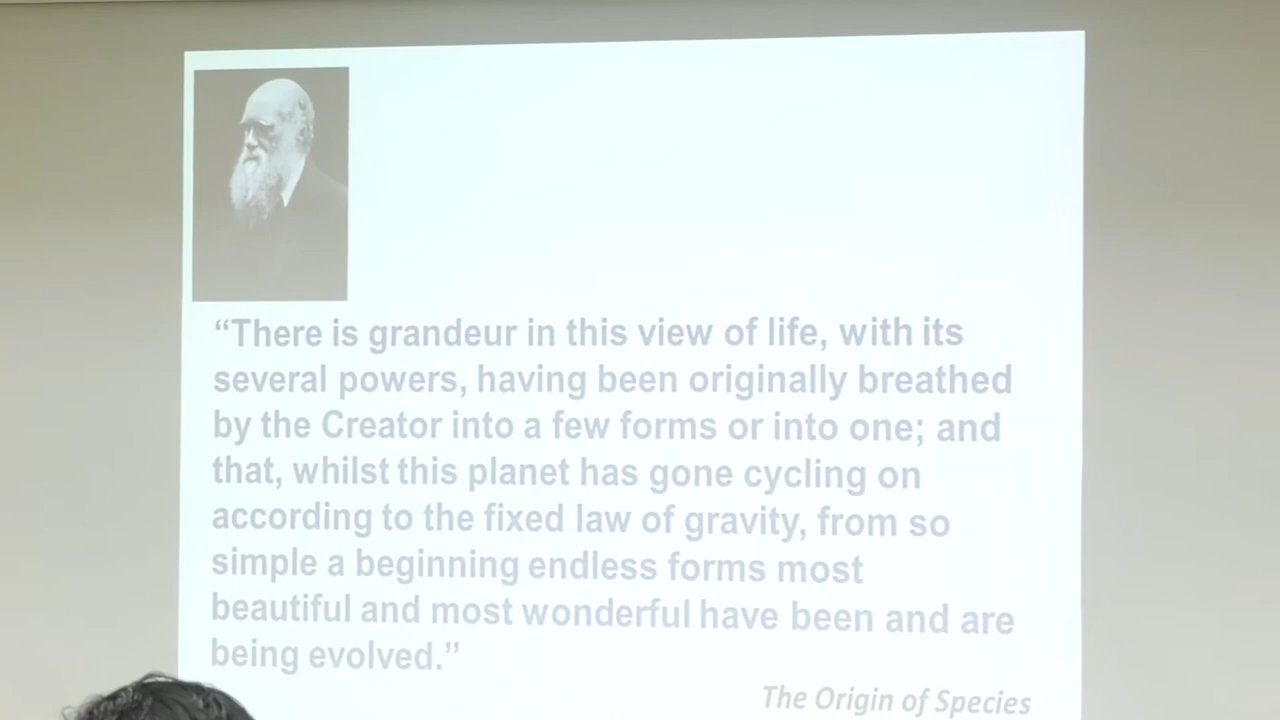 “There is grandeur in this view of life, with its
several powers, having been originally breathed
by the Creator into a few forms or into one; and
that, whilst this planet has gone cycling on
according to the fixed law of gravity, from so
simple a beginning endless forms most
beautiful and most wonderful have been and are
being evolved.”
The Origin of Species